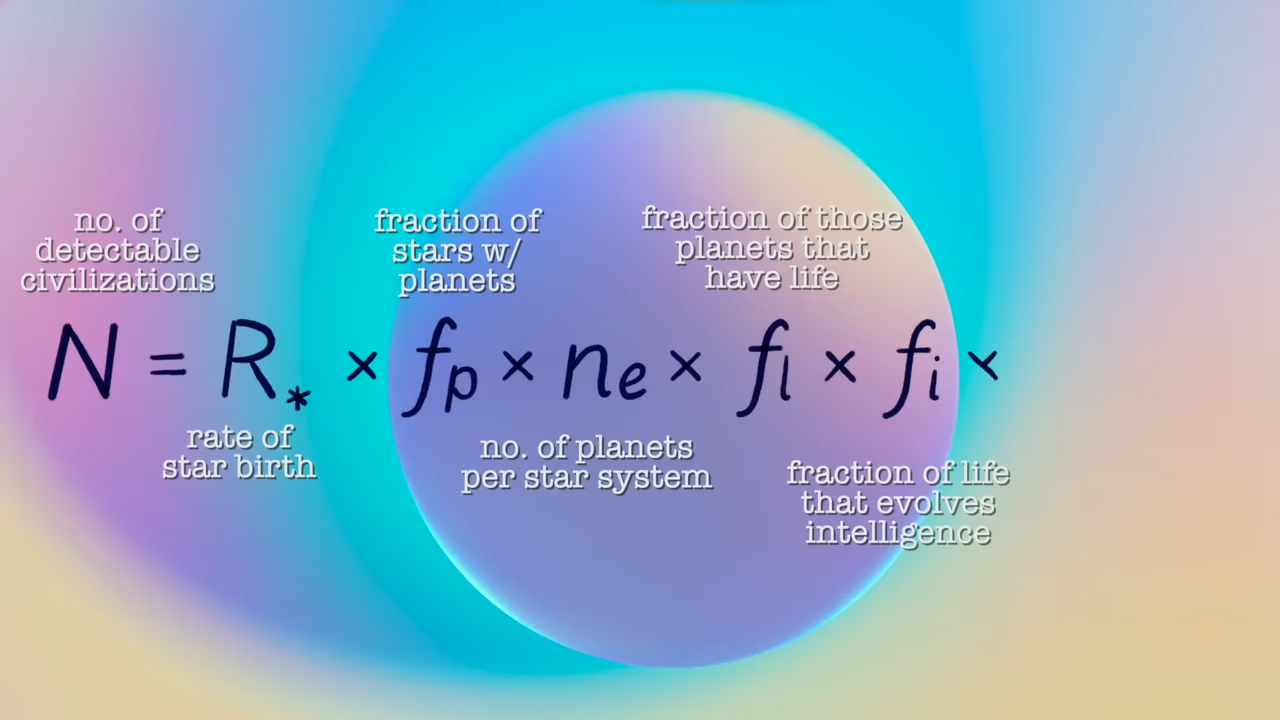 no. of
detectable
civilizations
fraction of
stars w/
planets
fraction of those
planets that
have life
N = R* × fp × ne × fl × fi ×
rate of
star birth
no. of planets
per star system
fraction of life
that evolves
intelligence